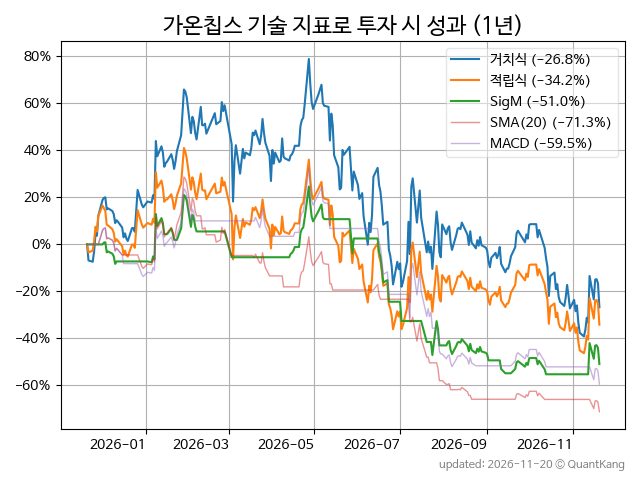 가온칩스 기술 지표로 투자 시 성과 (1년)
80%
60%
40%
20%
0%
−20%
−40%
−60%
거치식 (−26.8%)
적립식 (−34.2%)
SigM (−51.0%)
SMA(20) (−71.3%)
MACD (−59.5%)
2026-01
2026-03
2026-05
2026-07
2026-09
2026-11
updated: 2026-11-20 © QuantKang